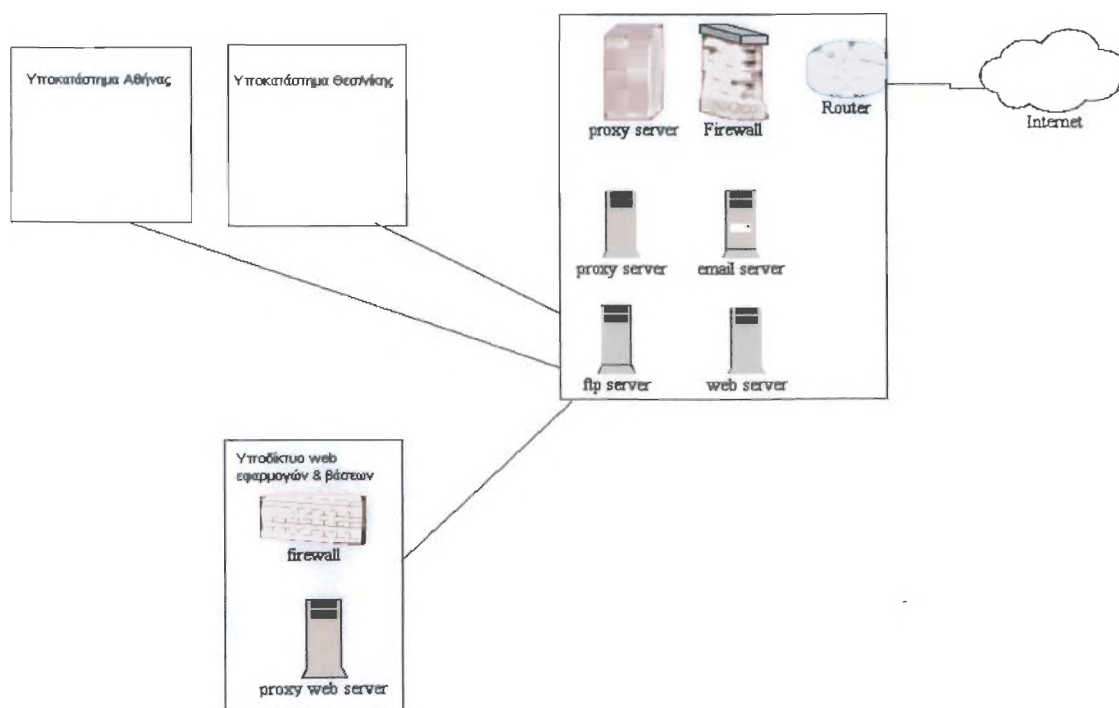 Υποκατάστημα Αθήνας
Υποκατάστημα Θεσ/νίκης
proxy server
Firewall
Router
Internet
proxy server
email server
ftp server
web server
Υποδίκτυο web
εφαρμογών & βάσεων
firewall
proxy web server